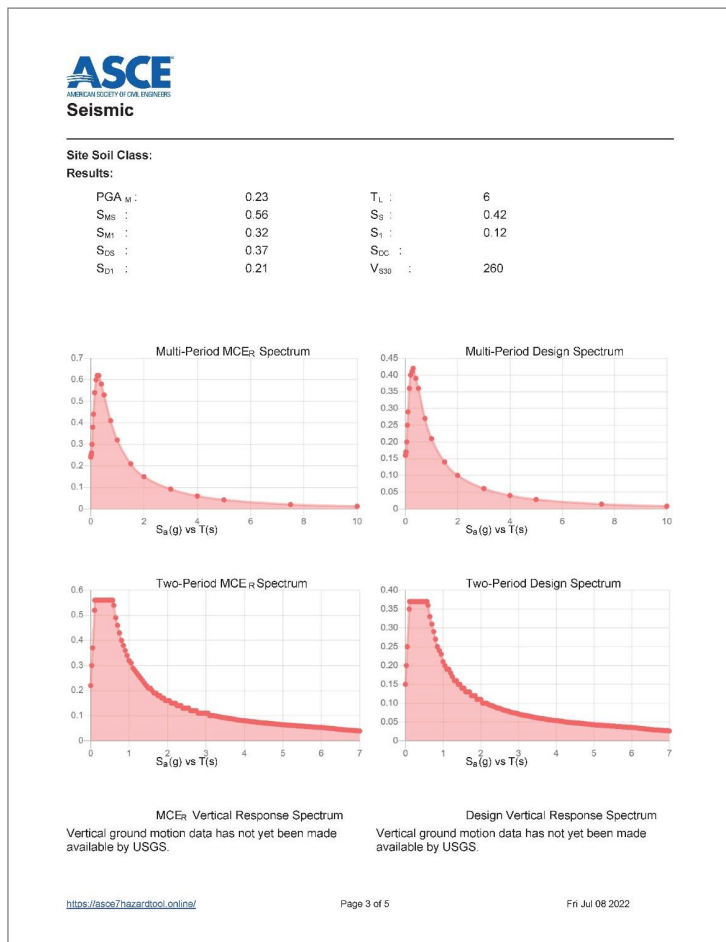 ASCE
AMERICAN SOCIETY OF CIVIL ENGINEERS
Seismic
Site Soil Class:
Results:
PGA M : 0.23 TL : 6
SMS : 0.56 SS : 0.42
SM1 : 0.32 S1 : 0.12
SDS : 0.37 SDC :
SD1 : 0.21 VS30 : 260
Multi-Period MCER Spectrum
0.7
0.6
0.5
0.4
0.3
0.2
0.1
0
0 2 4 6 8 10
Sa(g) vs T(s)
Multi-Period Design Spectrum
0.45
0.40
0.35
0.30
0.25
0.20
0.15
0.10
0.05
0
0 2 4 6 8 10
Sa(g) vs T(s)
Two-Period MCER Spectrum
0.6
0.5
0.4
0.3
0.2
0.1
0
0 1 2 3 4 5 6 7
Sa(g) vs T(s)
Two-Period Design Spectrum
0.40
0.35
0.30
0.25
0.20
0.15
0.10
0.05
0
0 1 2 3 4 5 6 7
Sa(g) vs T(s)
MCER Vertical Response Spectrum
Vertical ground motion data has not yet been made
available by USGS.
Design Vertical Response Spectrum
Vertical ground motion data has not yet been made
available by USGS.
https://asce7hazardtool.online/ Page 3 of 5 Fri Jul 08 2022